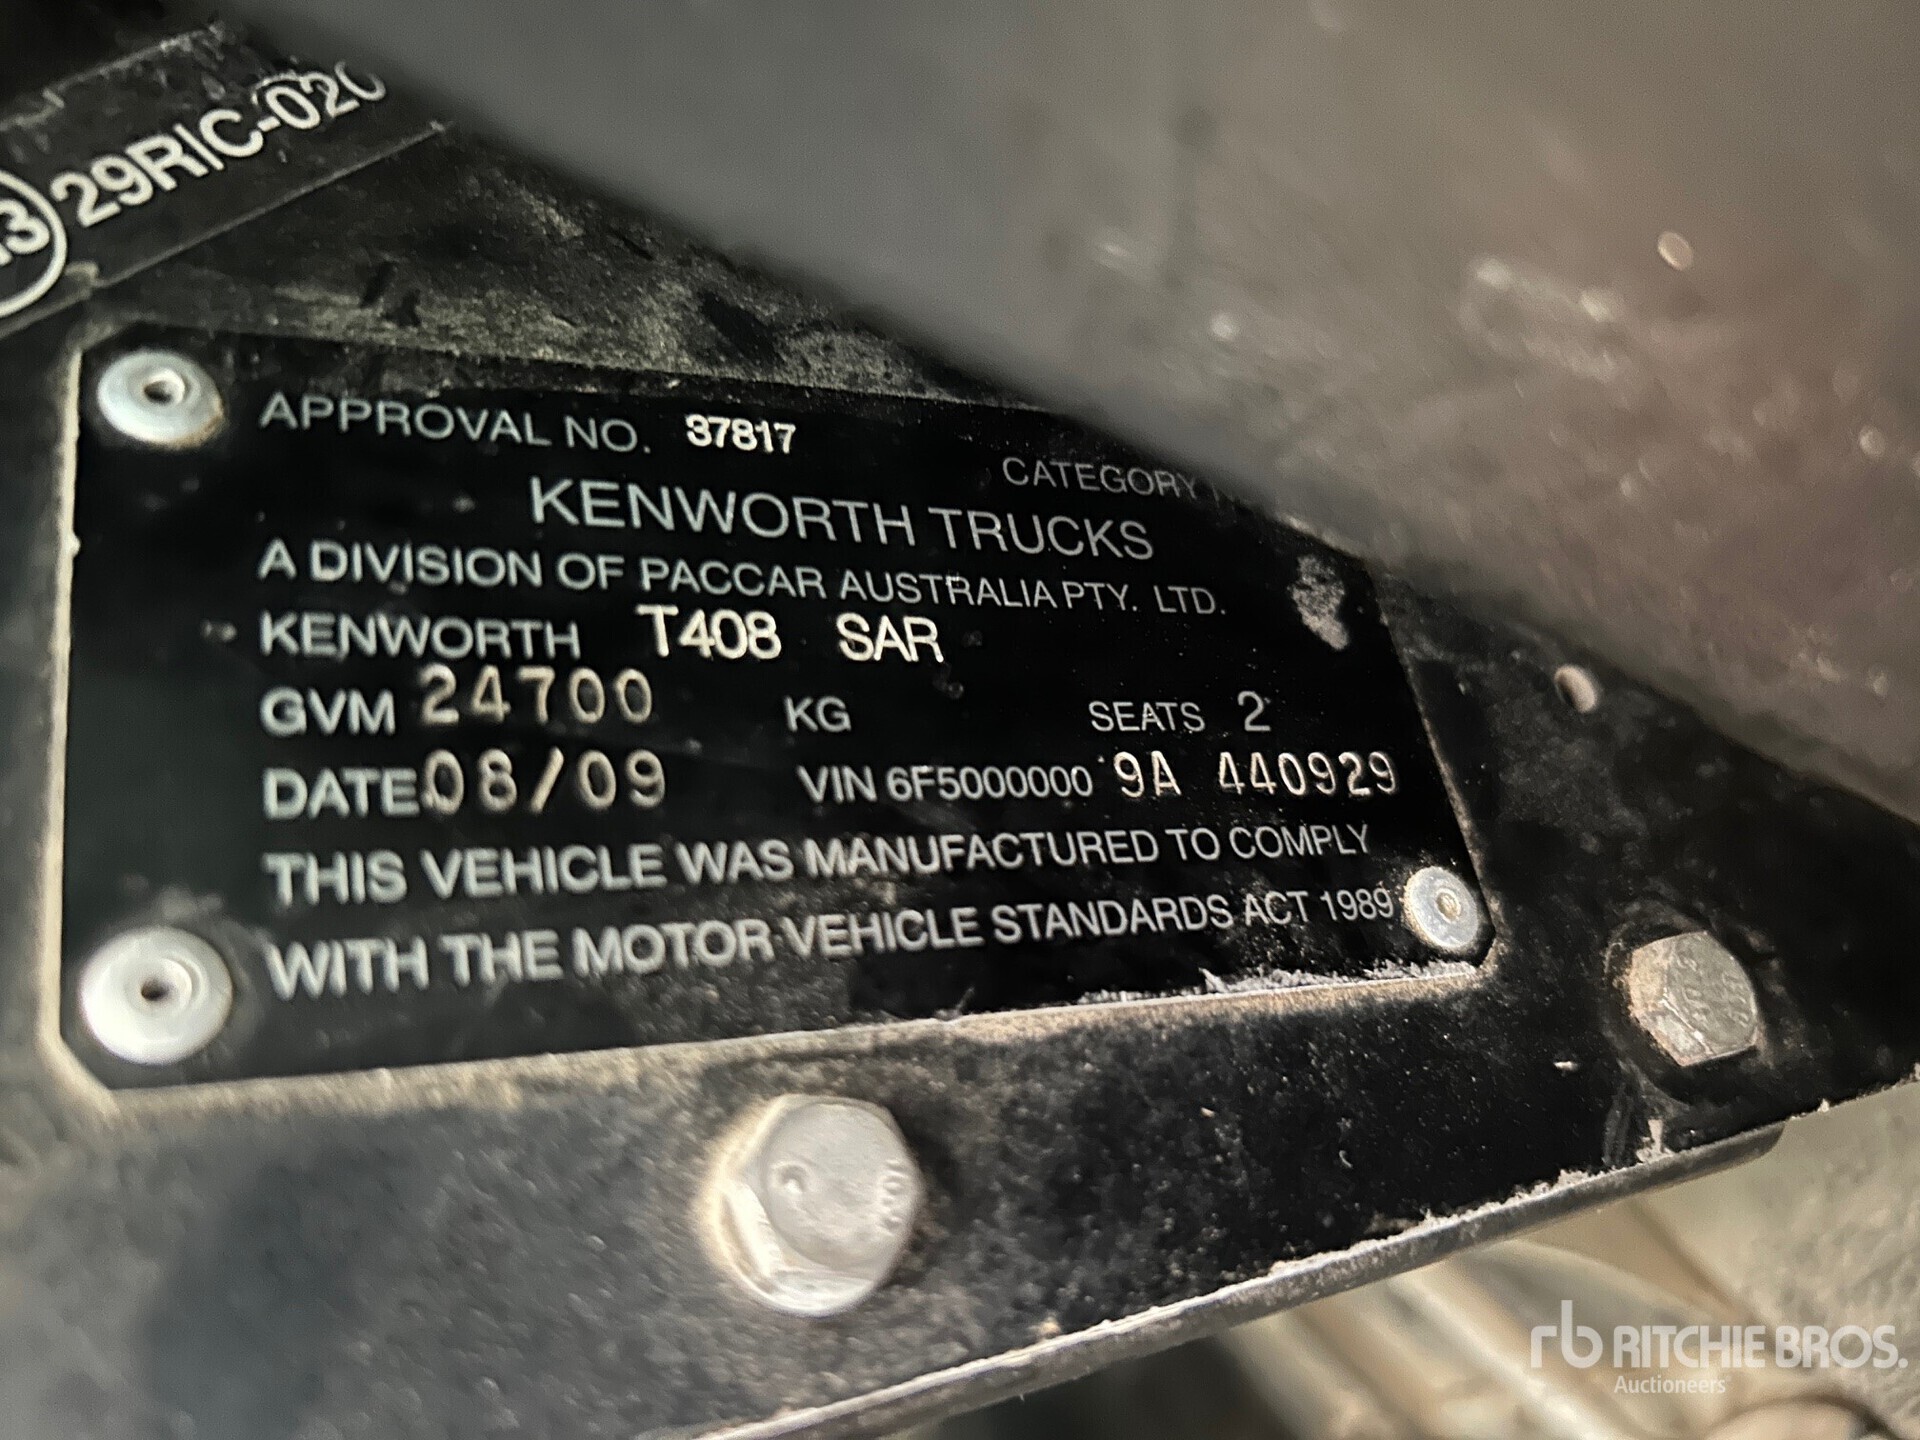 29RIC-020
APPROVAL NO. 37817
CATEGORY
KENWORTH TRUCKS
A DIVISION OF PACCAR AUSTRALIA PTY. LTD.
KENWORTH T408 SAR
GVM 24700 KG SEATS 2
DATE 08/09 VIN 6F5000000 9A 440929
THIS VEHICLE WAS MANUFACTURED TO COMPLY
WITH THE MOTOR VEHICLE STANDARDS ACT 1989
rb RITCHIE BROS.
Auctioneers